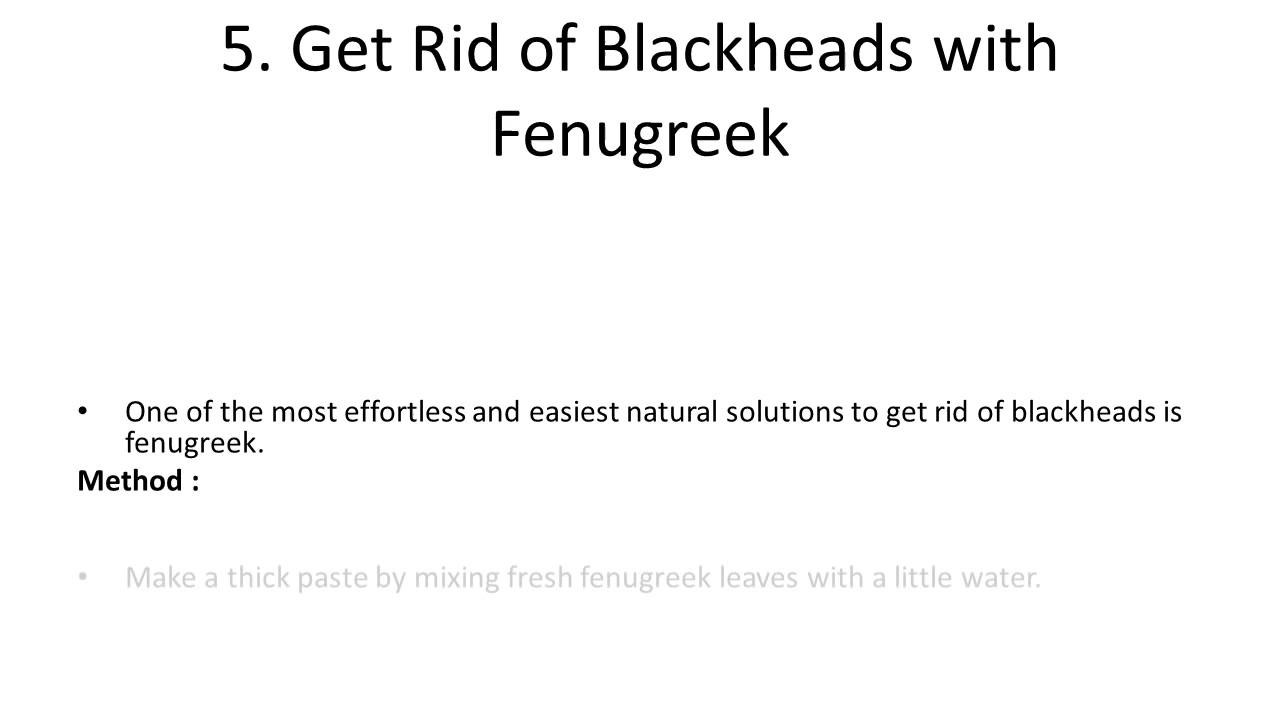 5. Get Rid of Blackheads with
Fenugreek
• One of the most effortless and easiest natural solutions to get rid of blackheads is
fenugreek.
Method :
• Make a thick paste by mixing fresh fenugreek leaves with a little water.